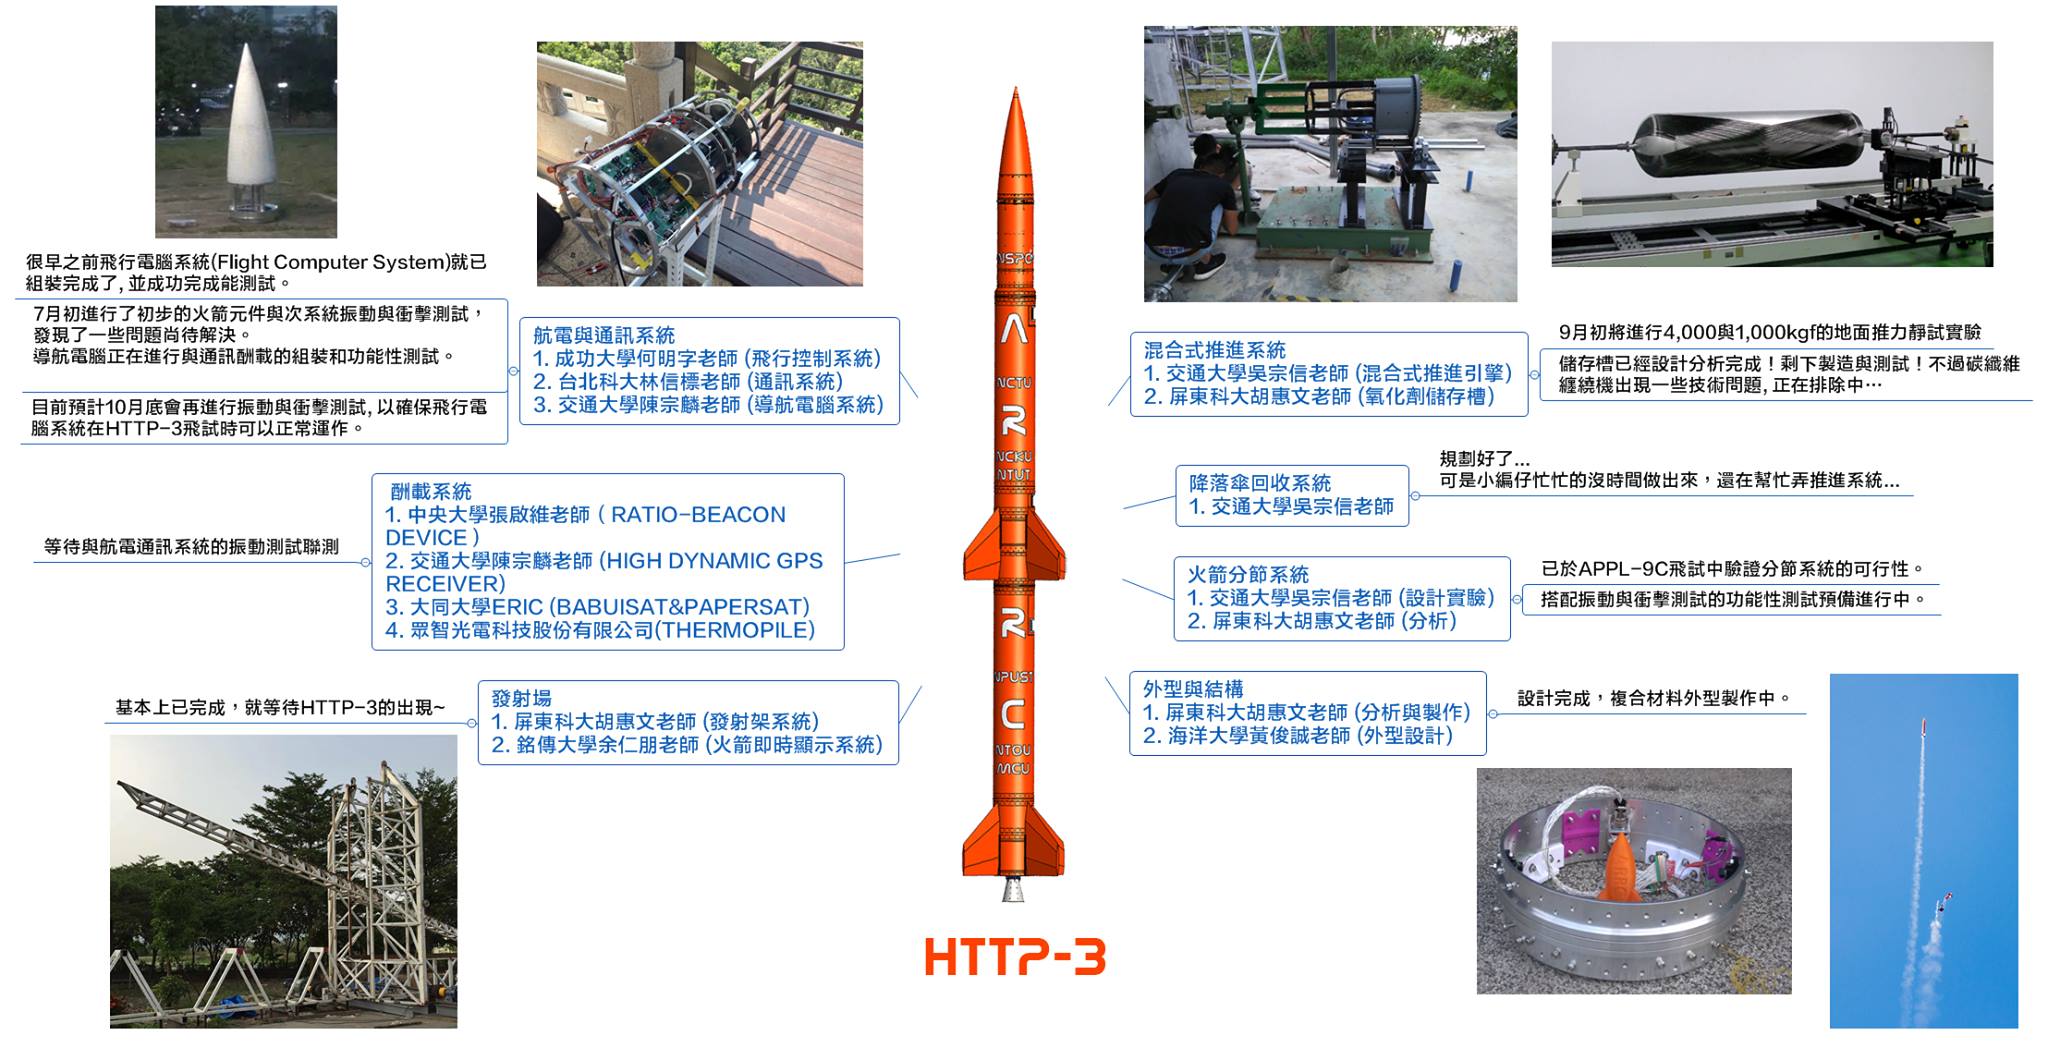 很早之前飛行電腦系統(Flight Computer System)就已
組裝完成了, 並成功完成能測試。
7月初進行了初步的火箭元件與次系統振動與衝擊測試，
發現了一些問題尚待解決。
導航電腦正在進行與通訊酬載的組裝和功能性測試。
目前預計10月底會再進行振動與衝擊測試, 以確保飛行電
腦系統在HTTP-3飛試時可以正常運作。
航電與通訊系統
1. 成功大學何明字老師 (飛行控制系統)
2. 台北科大林信標老師 (通訊系統)
3. 交通大學陳宗麟老師 (導航電腦系統)
等待與航電通訊系統的振動測試聯測
酬載系統
1. 中央大學張啟維老師 ( RATIO-BEACON
DEVICE )
2. 交通大學陳宗麟老師 (HIGH DYNAMIC GPS
RECEIVER)
3. 大同大學ERIC (BABUISAT&PAPERSAT)
4. 眾智光電科技股份有限公司(THERMOPILE)
基本上已完成，就等待HTTP-3的出現~
發射場
1. 屏東科大胡惠文老師 (發射架系統)
2. 銘傳大學余仁朋老師 (火箭即時顯示系統)
NSPO
A
NCTU
R
NCKU
NTUT
R
NPUST
C
NTOU
MCU
HTTP-3
混合式推進系統
1. 交通大學吳宗信老師 (混合式推進引擎)
2. 屏東科大胡惠文老師 (氧化劑儲存槽)
9月初將進行4,000與1,000kgf的地面推力靜試實驗
儲存槽已經設計分析完成！剩下製造與測試！不過碳纖維
纏繞機出現一些技術問題, 正在排除中…
降落傘回收系統
1. 交通大學吳宗信老師
規劃好了...
可是小編仔忙忙的沒時間做出來，還在幫忙弄推進系統...
火箭分節系統
1. 交通大學吳宗信老師 (設計實驗)
2. 屏東科大胡惠文老師 (分析)
已於APPL-9C飛試中驗證分節系統的可行性。
搭配振動與衝擊測試的功能性測試預備進行中。
外型與結構
1. 屏東科大胡惠文老師 (分析與製作)
2. 海洋大學黃俊誠老師 (外型設計)
設計完成，複合材料外型製作中。